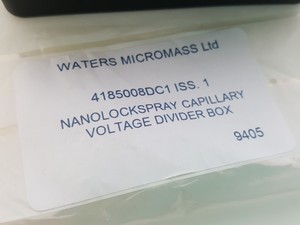 WATERS MICROMASS Ltd
4185008DC1 ISS. 1
NANOLOCKSPRAY CAPILLARY
VOLTAGE DIVIDER BOX
9405